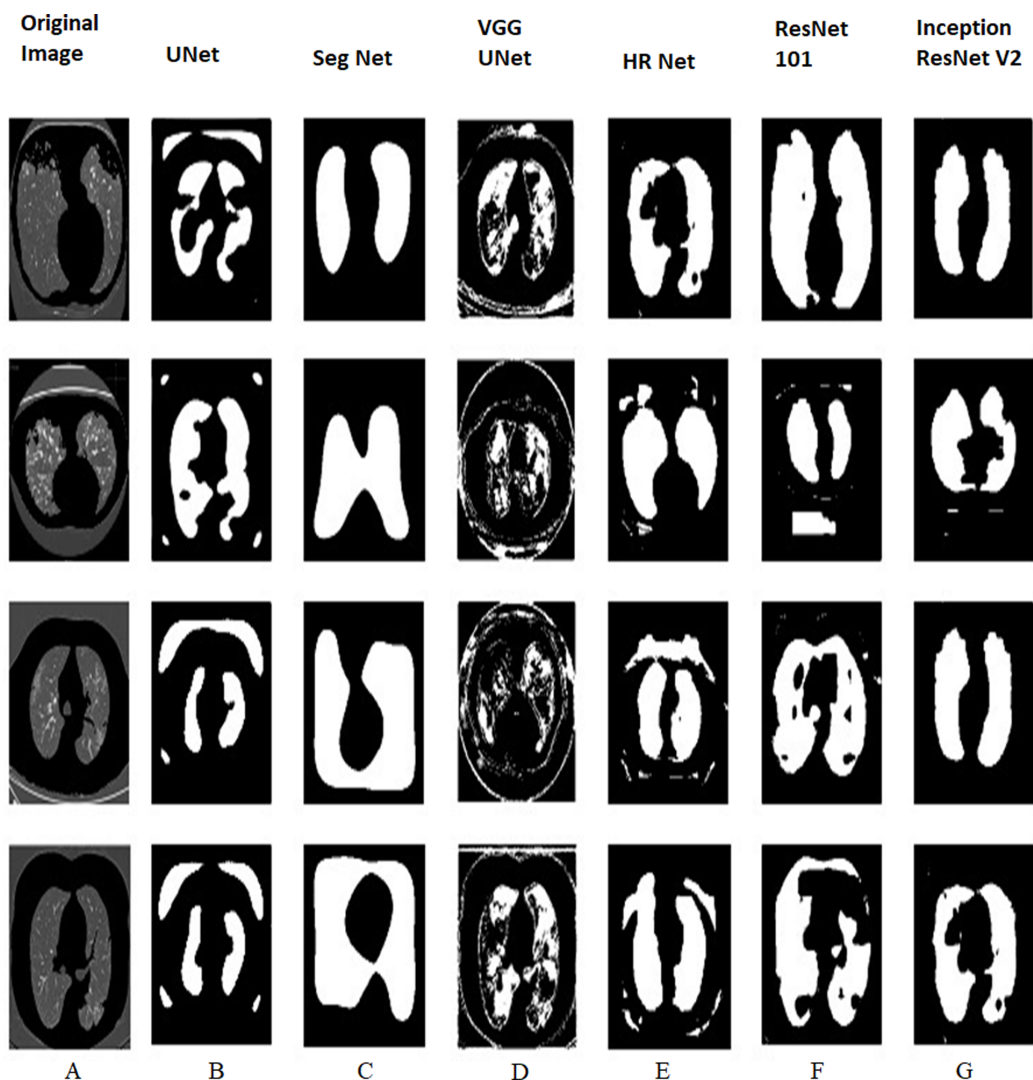 Original
Image
UNet
Seg Net
VGG
UNet
HR Net
ResNet
101
Inception
ResNet V2
A
B
C
D
E
F
G